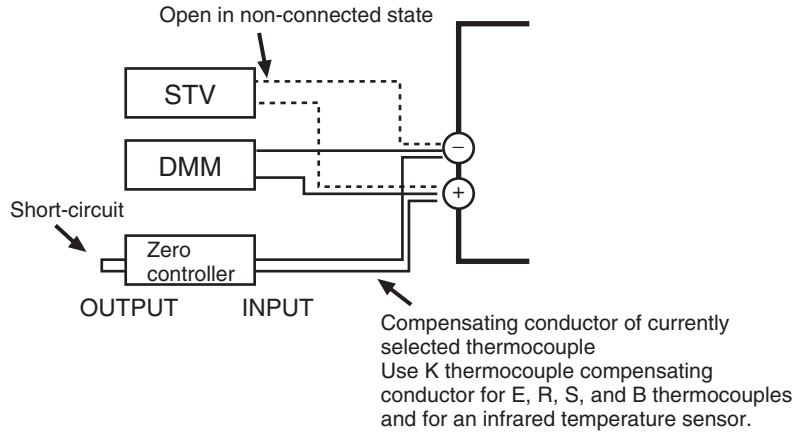 Open in non-connected state
STV
−
DMM
+
Short-circuit
Zero
controller
OUTPUT
INPUT
Compensating conductor of currently
selected thermocouple
Use K thermocouple compensating
conductor for E, R, S, and B thermocouples
and for an infrared temperature sensor.